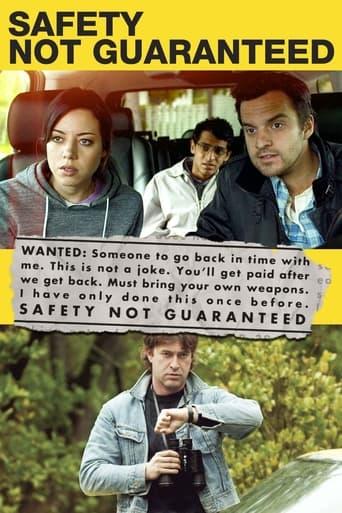 SAFETY
NOT GUARANTEED
WANTED: Someone to go back in time with
me. This is not a joke. You'll get paid after
we get back. Must bring your own weapons.
I have only done this once before.
SAFETY NOT GUARANTEED